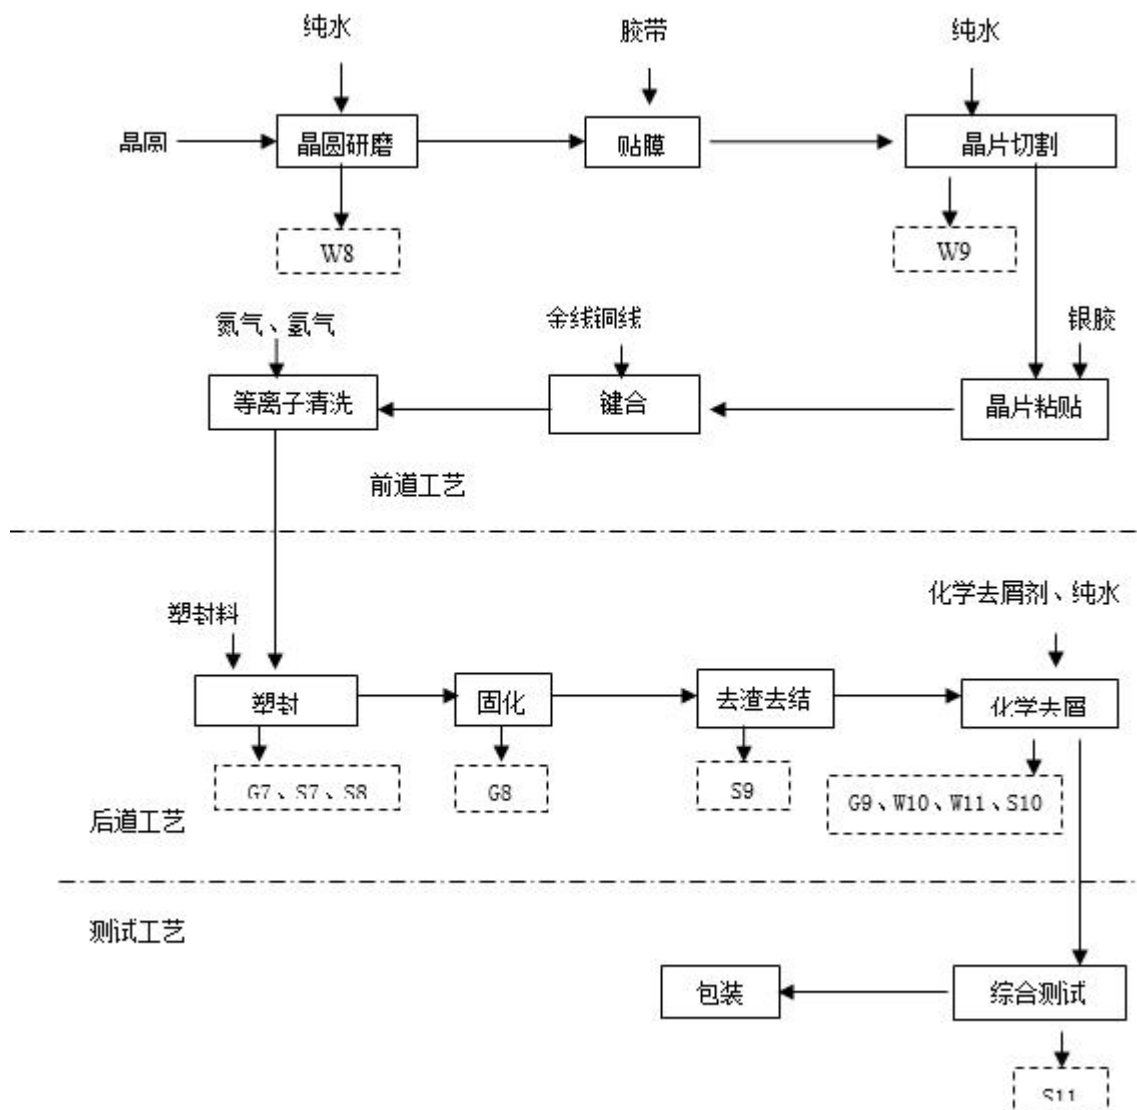 纯水
胶带
纯水
晶圆
晶圆研磨
贴膜
晶片切割
W8
W9
氮气、氢气
金线铜线
银胶
等离子清洗
键合
晶片粘贴
前道工艺
塑封料
化学去屑剂、纯水
塑封
固化
去渣去结
化学去屑
G7、S7、S8
G8
S9
G9、W10、W11、S10
后道工艺
测试工艺
包装
综合测试
S11